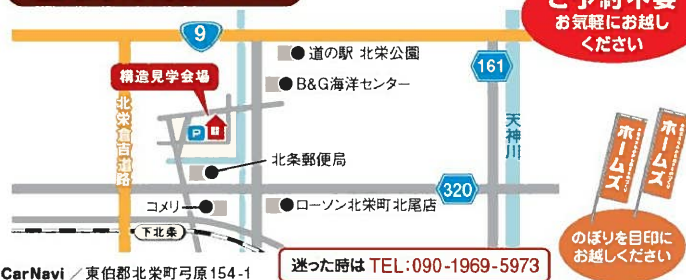 ご予約不要
お気軽にお越し
ください
9
道の駅 北栄公園
161
構造見学会場
B&G海洋センター
北栄倉吉道路
天神川
P
ホームズ
ホームズ
北条郵便局
320
コメリ
ローソン北栄町北尾店
下北条
のぼりを目印に
お越しください
CarNavi ／東伯郡北栄町弓原154-1
迷った時は TEL:090-1969-5973